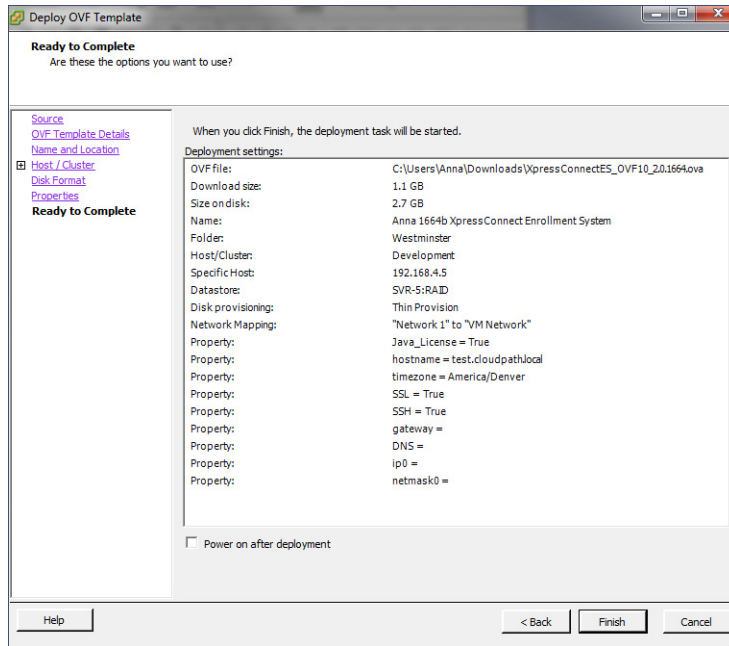 Deploy OVF Template
Ready to Complete
Are these the options you want to use?
Source
OVF Template Details
Name and Location
Host / Cluster
Disk Format
Properties
Ready to Complete
When you click Finish, the deployment task will be started.
Deployment settings:
OVF file: C:\Users\Anna\Downloads\XpressConnectES_OVF10_2.0.1664.ova
Download size: 1.1 GB
Size on disk: 2.7 GB
Name: Anna 1664b XpressConnect Enrollment System
Folder: Westminster
Host/Cluster: Development
Specific Host: 192.168.4.5
Datastore: SVR-5:RAID
Disk provisioning: Thin Provision
Network Mapping: "Network 1" to "VM Network"
Property: Java_License = True
Property: hostname = test.cloudpath.local
Property: timezone = America/Denver
Property: SSL = True
Property: SSH = True
Property: gateway =
Property: DNS =
Property: ip0 =
Property: netmask0 =
Power on after deployment
Help
< Back
Finish
Cancel